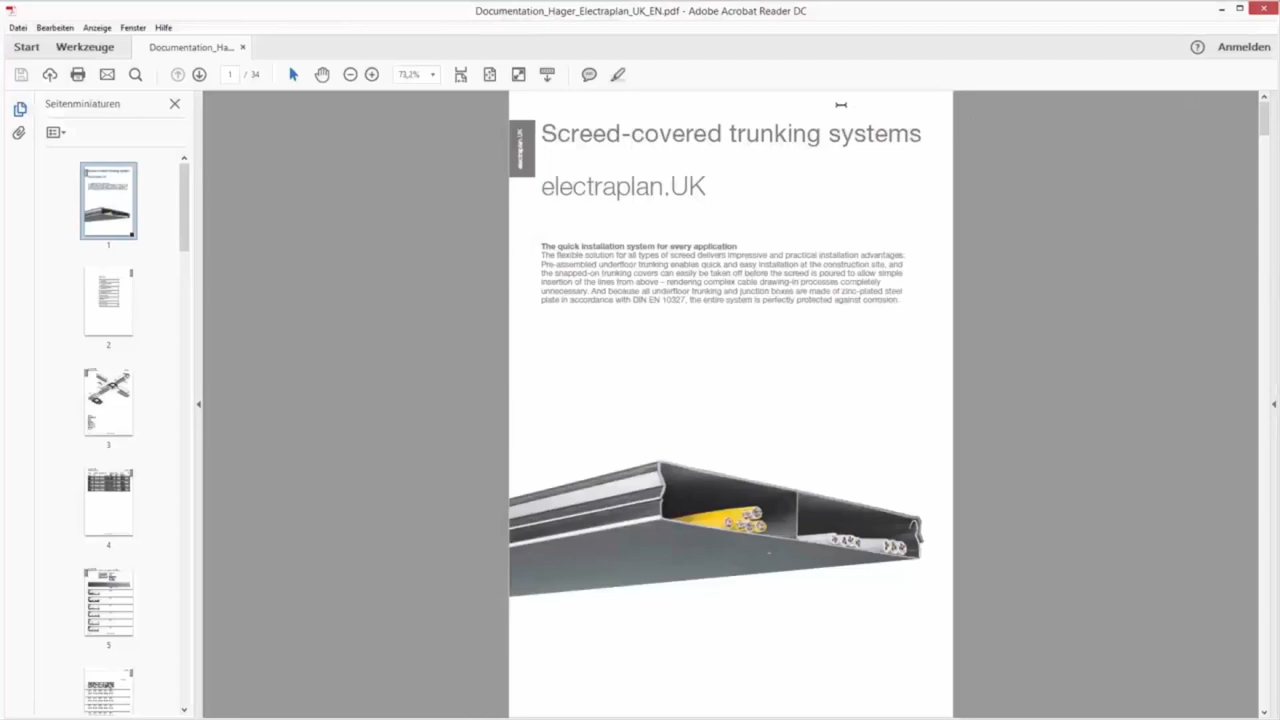 Documentation_Hager_Electraplan_UK_EN.pdf - Adobe Acrobat Reader DC
Datei Bearbeiten Anzeige Fenster Hilfe
Start Werkzeuge Documentation_Ha... × ? Anmelden
1 / 34 73,2%
Seitenminiaturen
1
2
3
4
5
electraplan.UK
Screed-covered trunking systems
electraplan.UK
The quick installation system for every application
The flexible solution for all types of screed delivers impressive and practical installation advantages:
Pre-assembled underfloor trunking enables quick and easy installation at the construction site, and
the snapped-on trunking covers can easily be taken off before the screed is poured to allow simple
insertion of the lines from above – rendering complex cable drawing-in processes completely
unnecessary. And because all underfloor trunking and junction boxes are made of zinc-plated steel
plate in accordance with DIN EN 10327, the entire system is perfectly protected against corrosion.